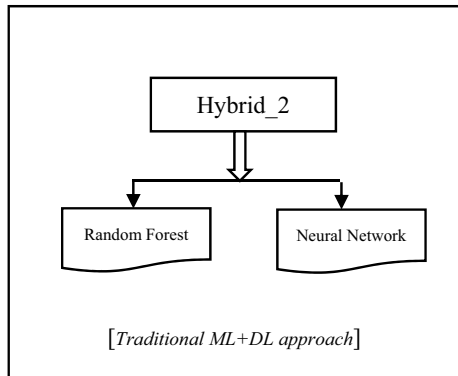 Hybrid_2
Random Forest
Neural Network
[Traditional ML+DL approach]